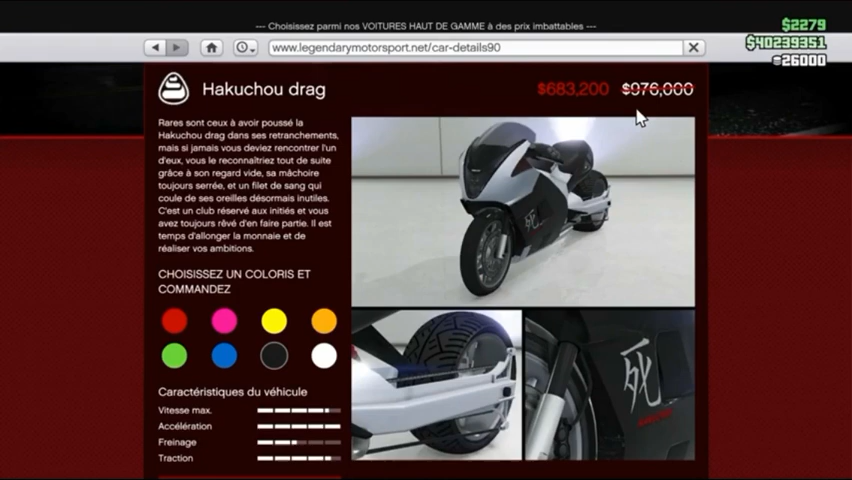 --- Choisissez parmi nos VOITURES HAUT DE GAMME à des prix imbattables ---
$2279
$40239351
26000
www.legendarymotorsport.net/car-details90
Hakuchou drag
$683,200 $976,000
Rares sont ceux à avoir poussé la
Hakuchou drag dans ses retranchements,
mais si jamais vous deviez rencontrer l'un
d'eux, vous le reconnaîtriez tout de suite
grâce à son regard vide, sa mâchoire
toujours serrée, et un filet de sang qui
coule de ses oreilles désormais inutiles.
C'est un club réservé aux initiés et vous
avez toujours rêvé d'en faire partie. Il est
temps d'allonger la monnaie et de
réaliser vos ambitions.
CHOISISSEZ UN COLORIS ET
COMMANDEZ
Caractéristiques du véhicule
Vitesse max.
Accélération
Freinage
Traction
死